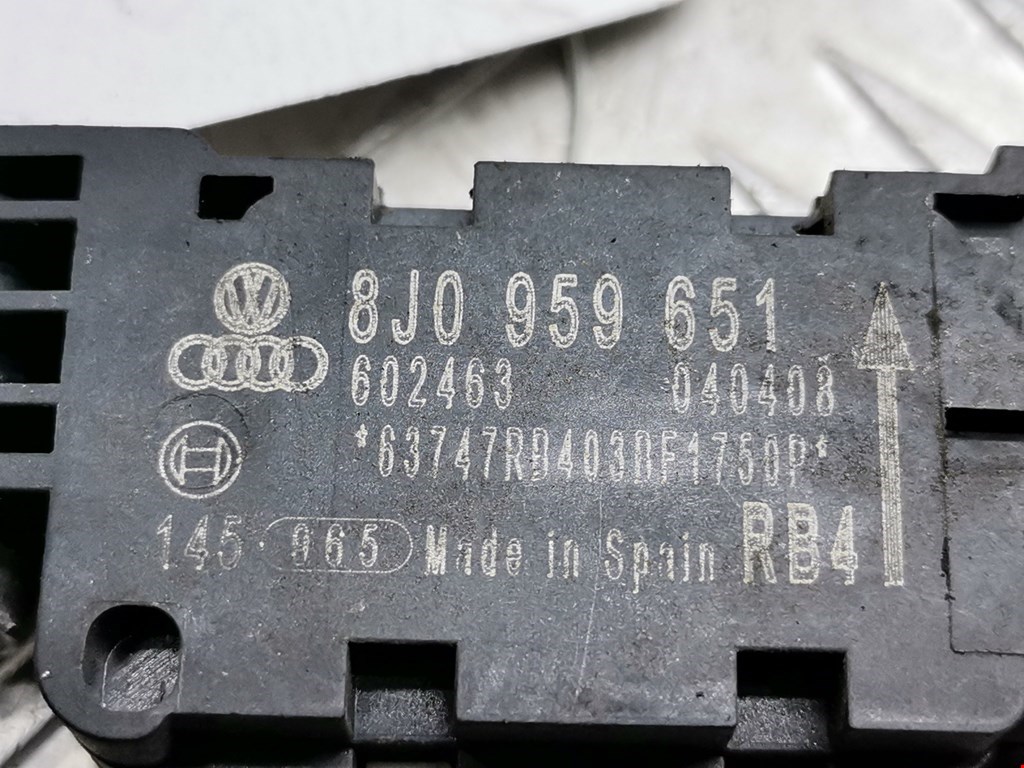 8J0 959 651
602463 040408
*63747RB403DF1750P*
145 · 965 Made in Spain RB4